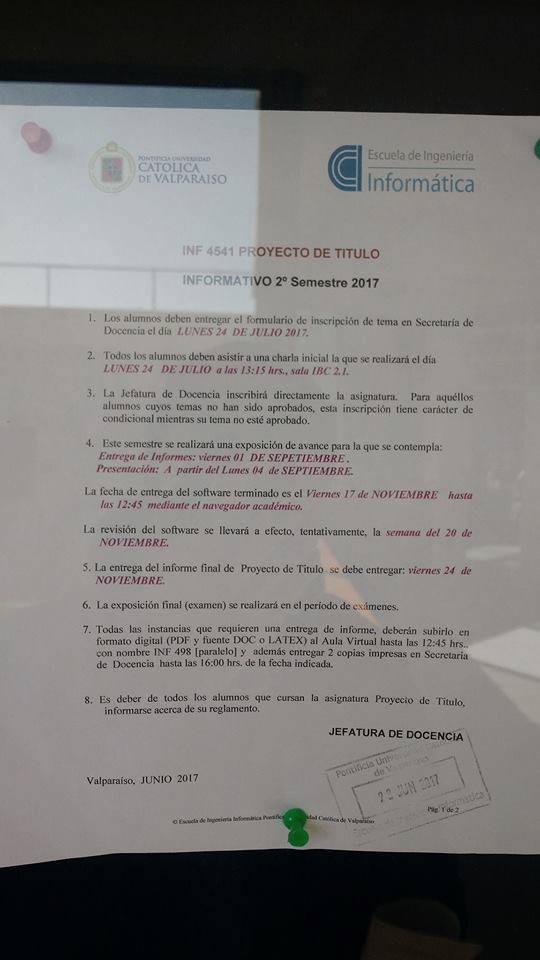 PONTIFICIA UNIVERSIDAD
CATOLICA
DE VALPARAISO
Escuela de Ingeniería
Informática
INF 4541 PROYECTO DE TITULO
INFORMATIVO 2º Semestre 2017
1. Los alumnos deben entregar el formulario de inscripción de tema en Secretaría de
Docencia el día LUNES 24 DE JULIO 2017.
2. Todos los alumnos deben asistir a una charla inicial la que se realizará el día
LUNES 24 DE JULIO a las 13:15 hrs., sala IBC 2.1.
3. La Jefatura de Docencia inscribirá directamente la asignatura. Para aquéllos
alumnos cuyos temas no han sido aprobados, esta inscripción tiene carácter de
condicional mientras su tema no esté aprobado.
4. Este semestre se realizará una exposición de avance para la que se contempla:
Entrega de Informes: viernes 01 DE SEPETIEMBRE .
Presentación: A partir del Lunes 04 de SEPTIEMBRE.
La fecha de entrega del software terminado es el Viernes 17 de NOVIEMBRE hasta
las 12:45 mediante el navegador académico.
La revisión del software se llevará a efecto, tentativamente, la semana del 20 de
NOVIEMBRE.
5. La entrega del informe final de Proyecto de Título se debe entregar: viernes 24 de
NOVIEMBRE.
6. La exposición final (examen) se realizará en el período de exámenes.
7. Todas las instancias que requieren una entrega de informe, deberán subirlo en
formato digital (PDF y fuente DOC o LATEX) al Aula Virtual hasta las 12:45 hrs.,
con nombre INF 498 [paralelo] y además entregar 2 copias impresas en Secretaría
de Docencia hasta las 16:00 hrs. de la fecha indicada.
8. Es deber de todos los alumnos que cursan la asignatura Proyecto de Título,
informarse acerca de su reglamento.
JEFATURA DE DOCENCIA
Pontificia
de Valparaíso
22 JUN 2017
Valparaíso, JUNIO 2017
Pág. 1 de 2
© Escuela de Ingeniería Informática Católica de Valparaíso